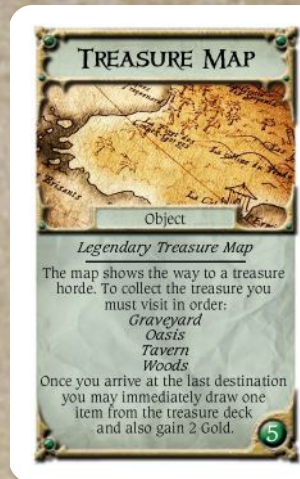 TREASURE MAP
Brisants
Object
Legendary Treasure Map
The map shows the way to a treasure
horde. To collect the treasure you
must visit in order:
Graveyard
Oasis
Tavern
Woods
Once you arrive at the last destination
you may immediately draw one
item from the treasure deck
and also gain 2 Gold.
5